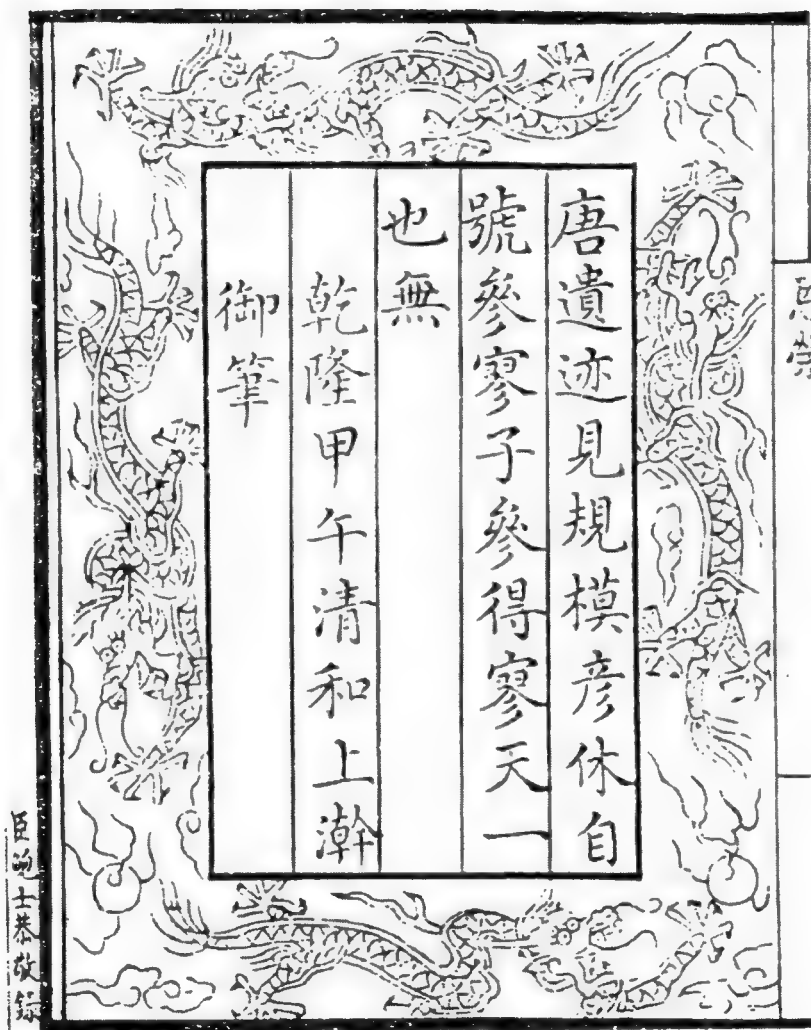 唐遺迹見規模彥休自
號參寥子參得寥天一
也無
乾隆甲午清和上澣
御筆